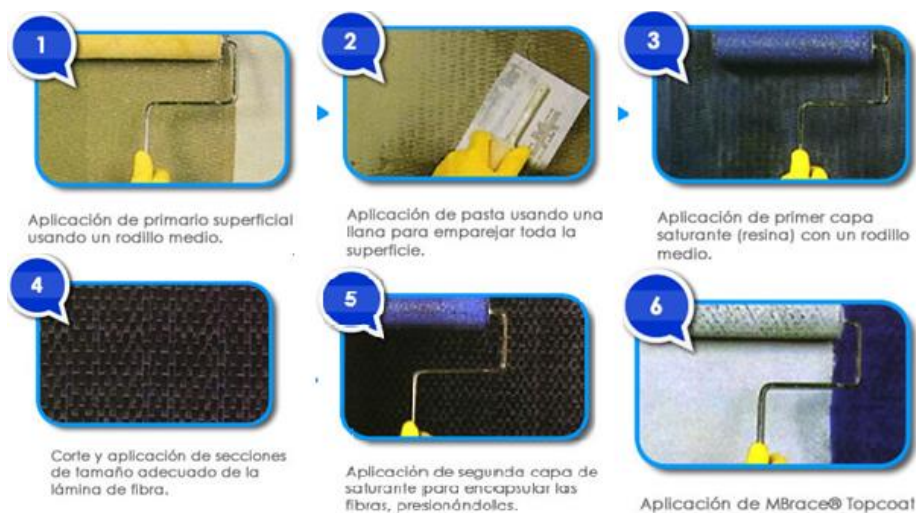 1
Aplicación de primario superficial
usando un rodillo medio.
2
Aplicación de pasta usando una
llana para emparejar toda la
superficie.
3
Aplicación de primer capa
saturante (resina) con un rodillo
medio.
4
Corte y aplicación de secciones
de tamaño adecuado de la
lámina de fibra.
5
Aplicación de segunda capa de
saturante para encapsular las
fibras, presionándolas.
6
Aplicación de MBrace® Topcoat